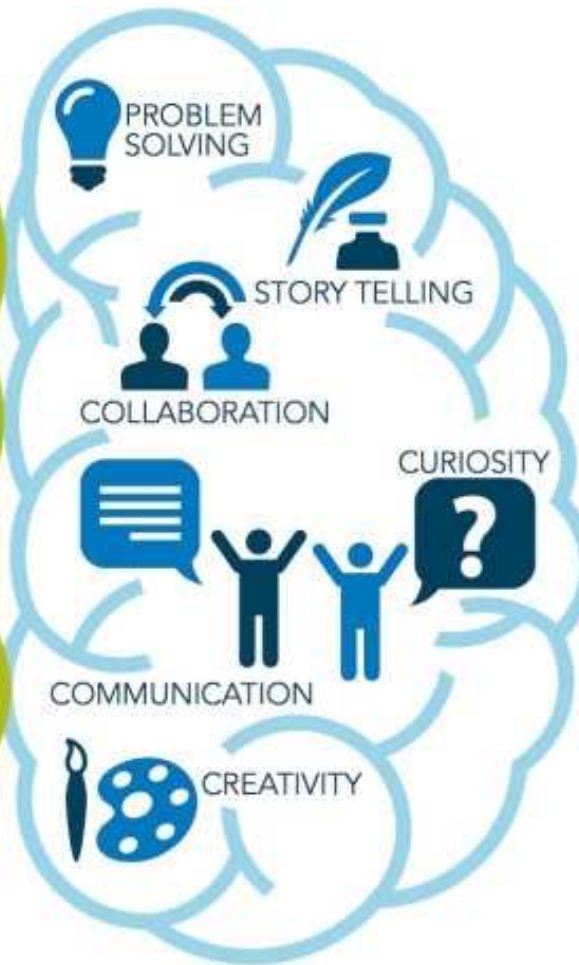 PROBLEM
SOLVING
STORY TELLING
COLLABORATION
CURIOSITY
?
COMMUNICATION
CREATIVITY